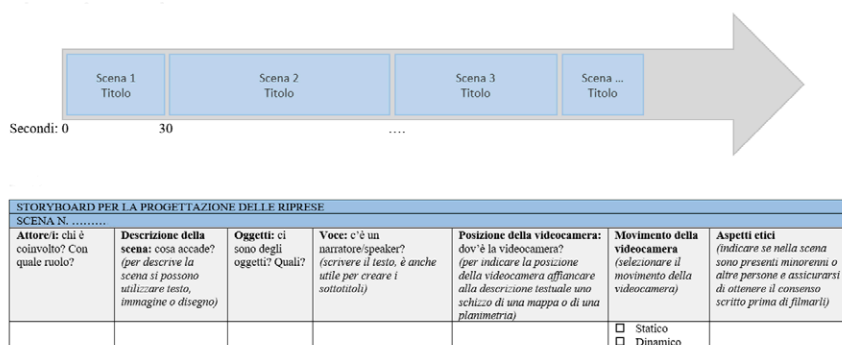 Scena 1
Titolo
Scena 2
Titolo
Scena 3
Titolo
Scena ...
Titolo
Secondi: 0 30 ....
STORYBOARD PER LA PROGETTAZIONE DELLE RIPRESE
SCENA N. .........
Attore/i: chi è
coinvolto? Con
quale ruolo?
Descrizione della
scena: cosa accade?
(per descrive la
scena si possono
utilizzare testo,
immagine o disegno)
Oggetti: ci
sono degli
oggetti? Quali?
Voce: c'è un
narratore/speaker?
(scrivere il testo, è anche
utile per creare i
sottotitoli)
Posizione della videocamera:
dov'è la videocamera?
(per indicare la posizione
della videocamera affiancare
alla descrizione testuale uno
schizzo di una mappa o di una
planimetria)
Movimento della
videocamera
(selezionare il
movimento della
videocamera)
Aspetti etici
(indicare se nella scena
sono presenti minorenni o
altre persone e assicurarsi
di ottenere il consenso
scritto prima di filmarli)
☐ Statico
☐ Dinamico